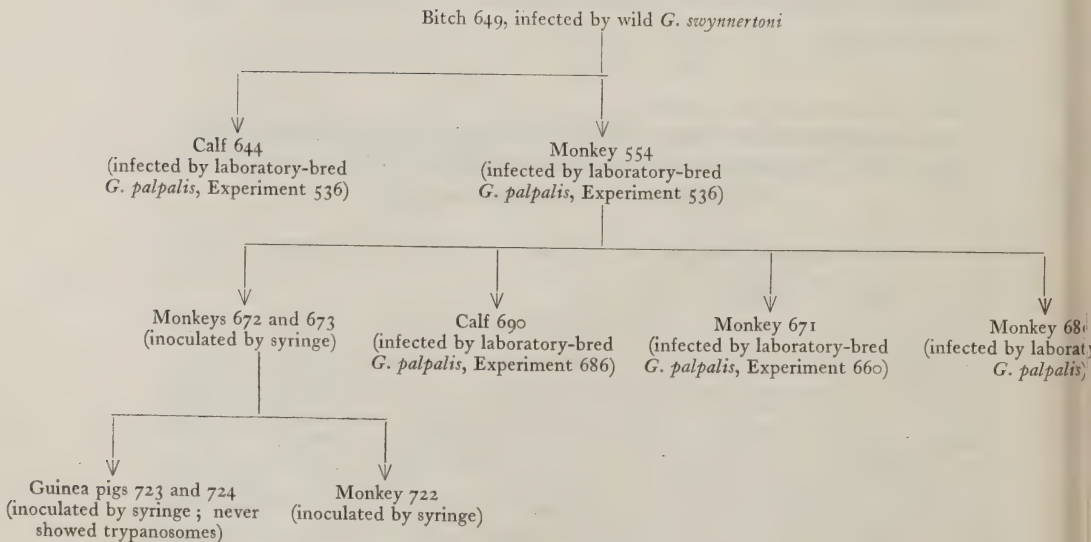 Bitch 649, infected by wild G. swynnertoni
Calf 644
(infected by laboratory-bred
G. palpalis, Experiment 536)
Monkey 554
(infected by laboratory-bred
G. palpalis, Experiment 536)
Monkeys 672 and 673
(inoculated by syringe)
Calf 690
(infected by laboratory-bred
G. palpalis, Experiment 686)
Monkey 671
(infected by laboratory-bred
G. palpalis, Experiment 660)
Monkey
(infected by
G. palpalis,
Guinea pigs 723 and 724
(inoculated by syringe ; never
showed trypanosomes)
Monkey 722
(inoculated by syringe)